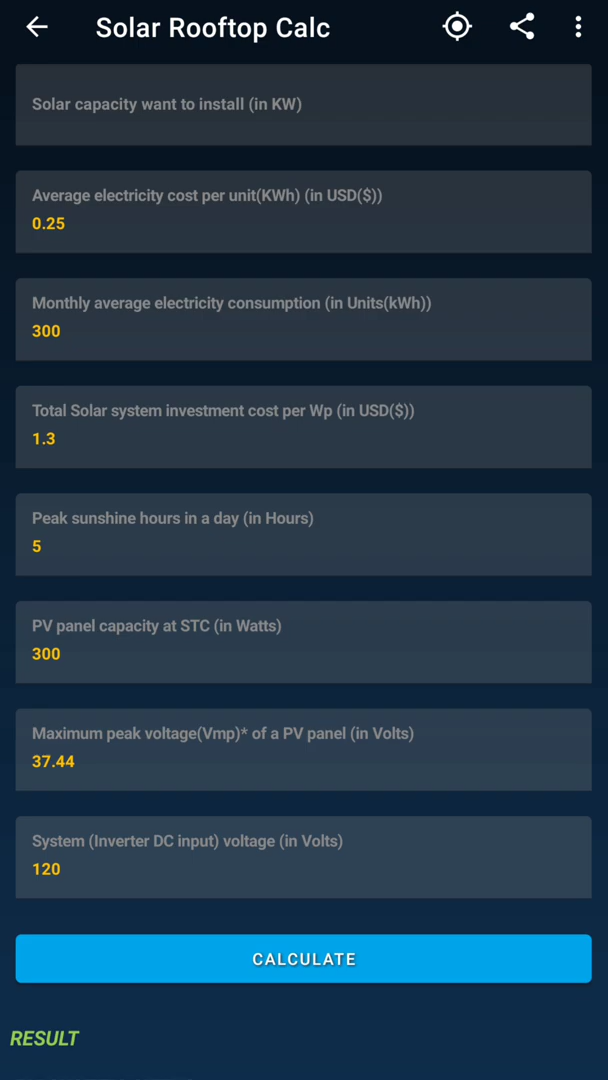 Solar Rooftop Calc
Solar capacity want to install (in KW)
Average electricity cost per unit(KWh) (in USD($))
0.25
Monthly average electricity consumption (in Units(kWh))
300
Total Solar system investment cost per Wp (in USD($))
1.3
Peak sunshine hours in a day (in Hours)
5
PV panel capacity at STC (in Watts)
300
Maximum peak voltage(Vmp)* of a PV panel (in Volts)
37.44
System (Inverter DC input) voltage (in Volts)
120
CALCULATE
RESULT